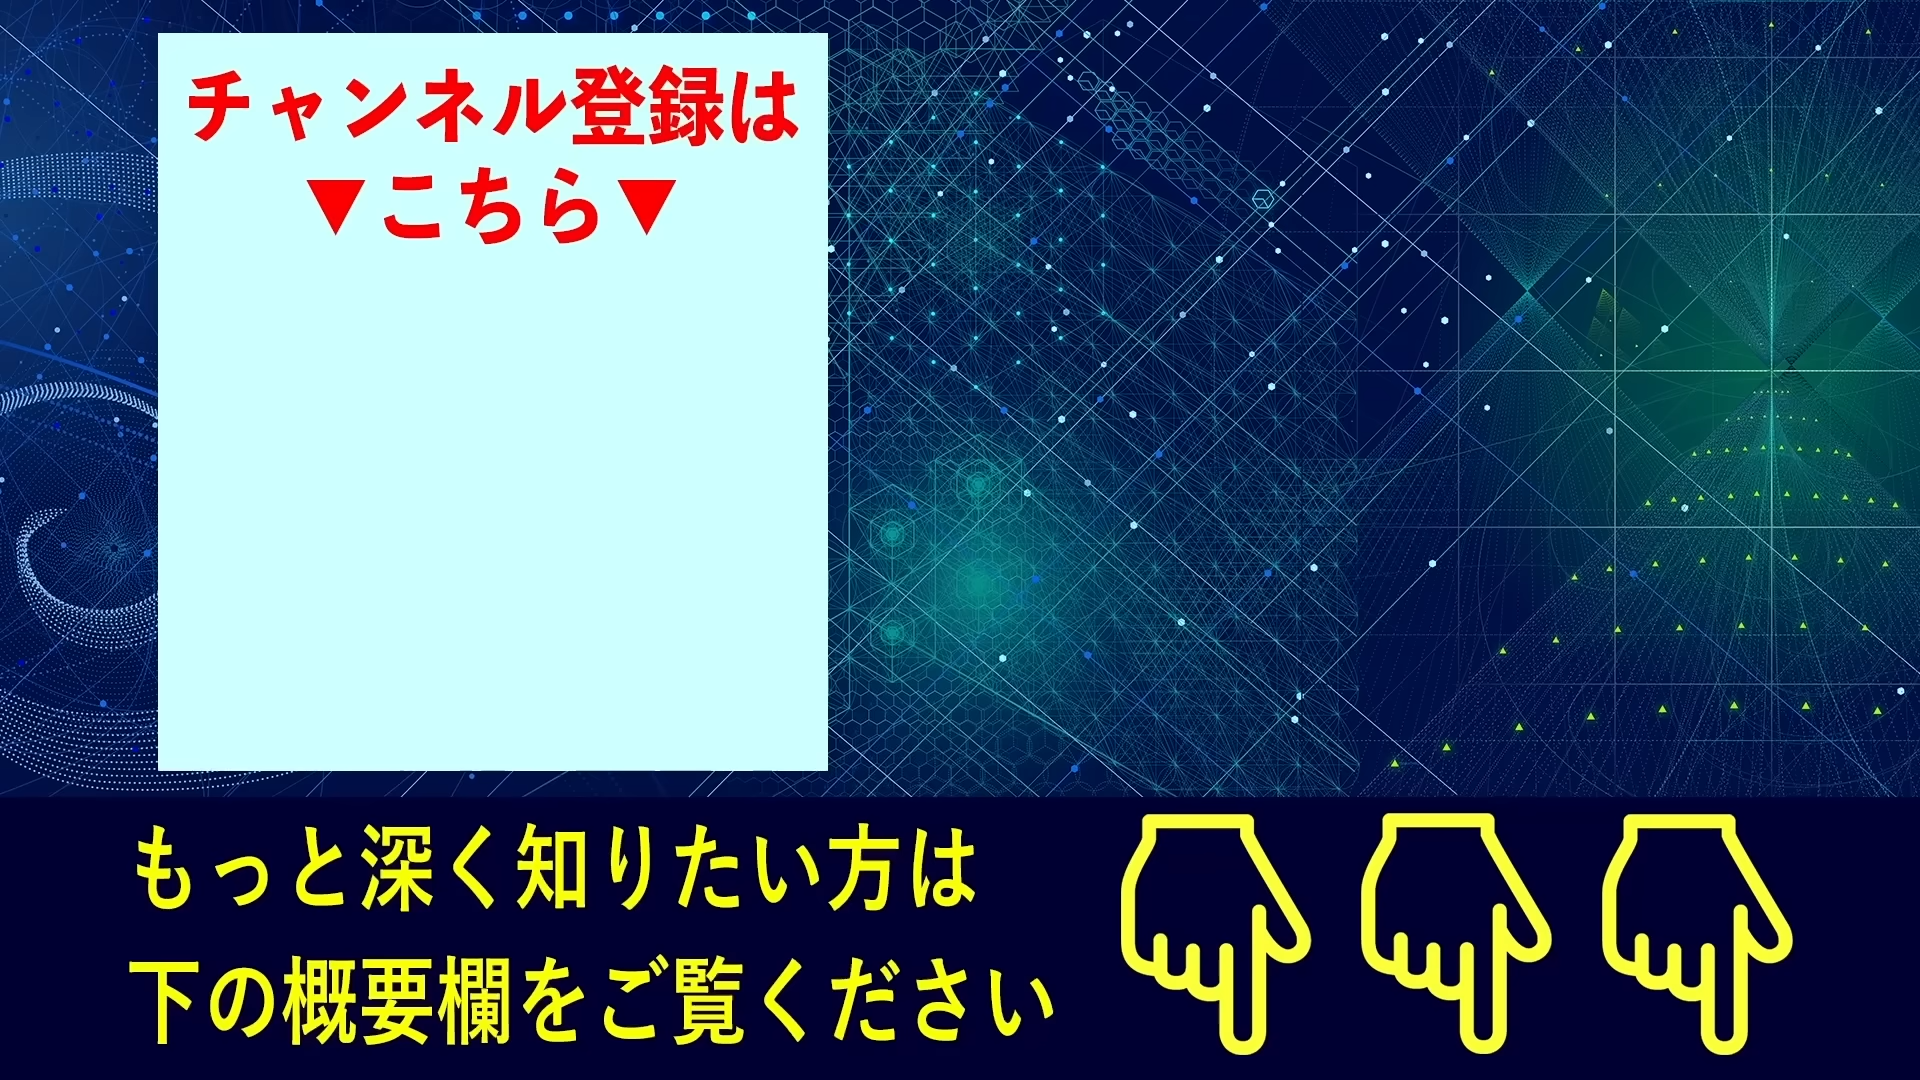 チャンネル登録は
▼こちら▼
もっと深く知りたい方は
下の概要欄をご覧ください